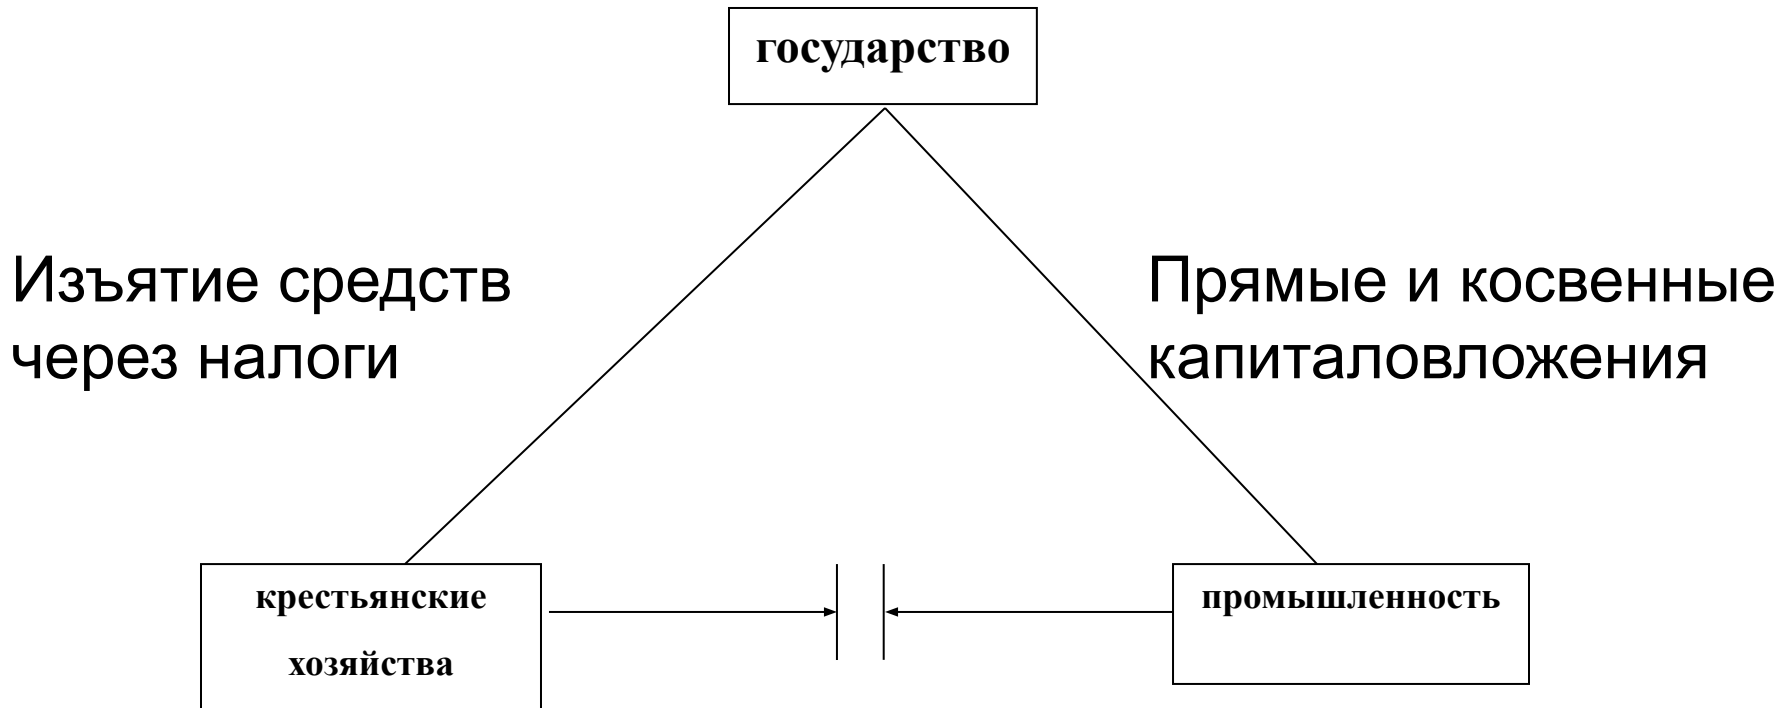 государство
Изъятие средств
через налоги
Прямые и косвенные
капиталовложения
крестьянские
хозяйства
промышленность